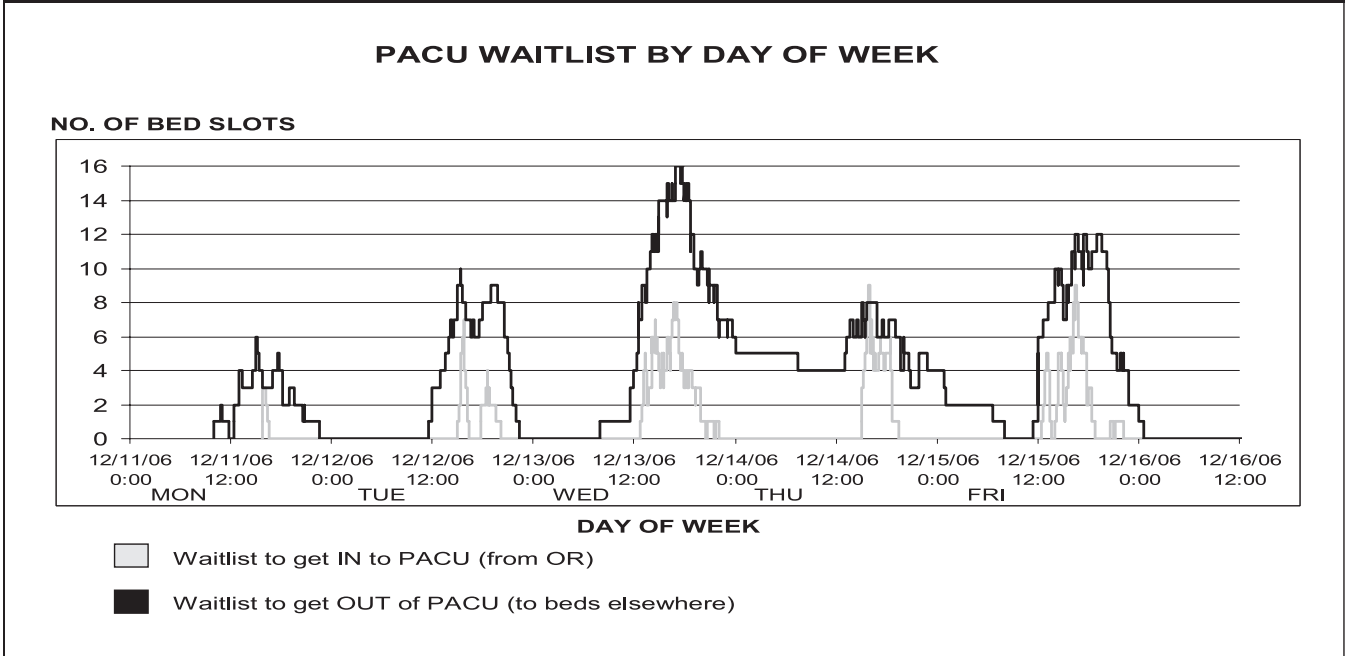 PACU WAITLIST BY DAY OF WEEK
NO. OF BED SLOTS
16
14
12
10
8
6
4
2
0
12/11/06 12/11/06 12/12/06 12/12/06 12/13/06 12/13/06 12/14/06 12/14/06 12/15/06 12/15/06 12/16/06 12/16/06
0:00 12:00 0:00 12:00 0:00 12:00 0:00 12:00 0:00 12:00 0:00 12:00
MON TUE WED THU FRI
DAY OF WEEK
Waitlist to get IN to PACU (from OR)
Waitlist to get OUT of PACU (to beds elsewhere)